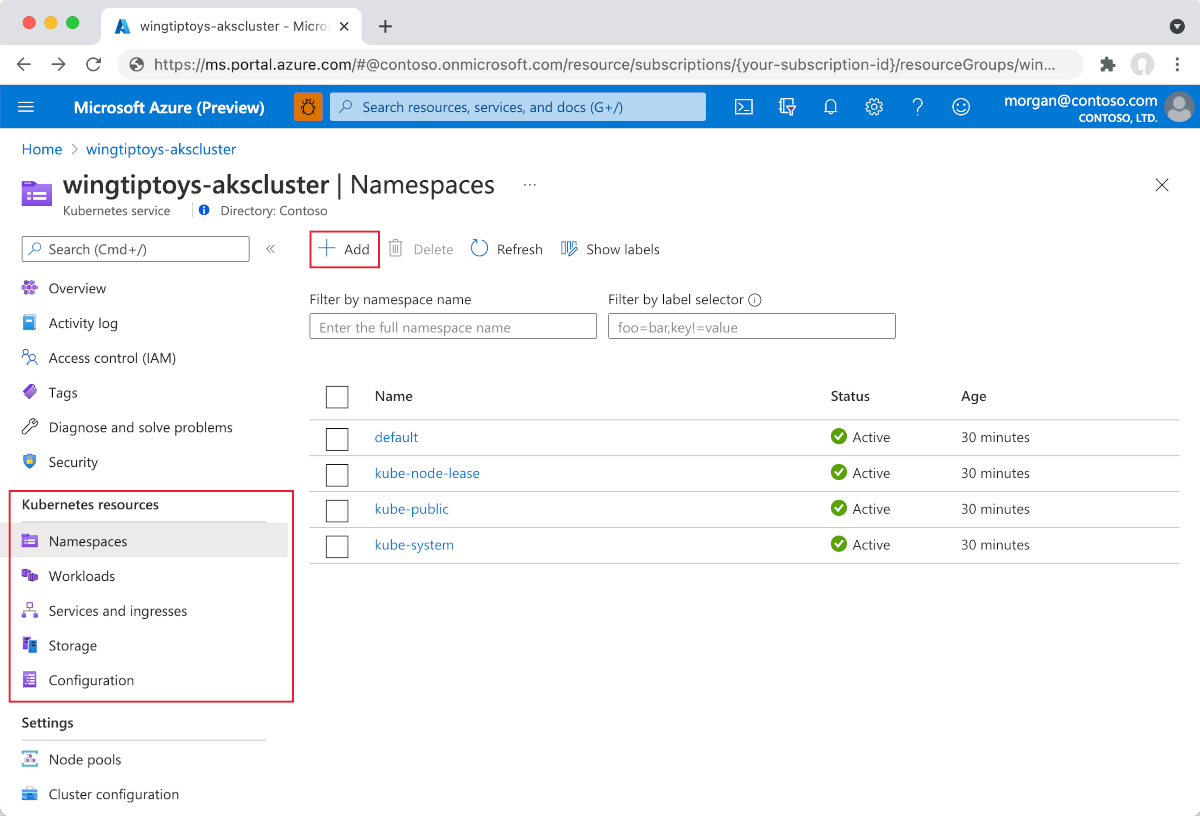 wingtiptoys-akscluster - Micro
https://ms.portal.azure.com/#@contoso.onmicrosoft.com/resource/subscriptions/{your-subscription-id}/resourceGroups/win...
Microsoft Azure (Preview)
Search resources, services, and docs (G+/)
morgan@contoso.com
CONTOSO, LTD.
Home > wingtiptoys-akscluster
wingtiptoys-akscluster | Namespaces ...
Kubernetes service
Directory: Contoso
Search (Cmd+/)
«
Overview
Activity log
Access control (IAM)
Tags
Diagnose and solve problems
Security
Kubernetes resources
Namespaces
Workloads
Services and ingresses
Storage
Configuration
Settings
Node pools
Cluster configuration
Add Delete Refresh Show labels
Filter by namespace name Filter by label selector
Enter the full namespace name foo=bar,key!=value
Name Status Age
default Active 30 minutes
kube-node-lease Active 30 minutes
kube-public Active 30 minutes
kube-system Active 30 minutes